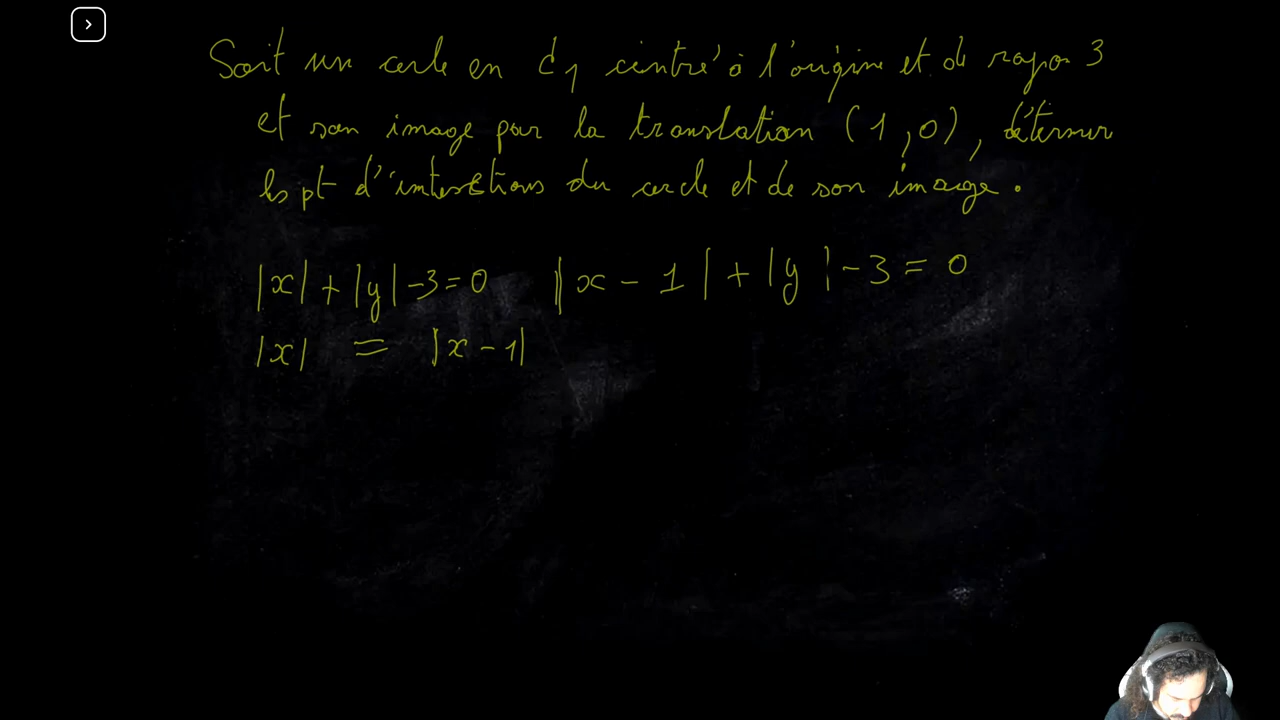 Soit un cercle en d₁ centré à l'origine et de rayon 3
et son image par la translation (1,0), déterminer
les pt d'intersections du cercle et de son image.
|x| + |y| - 3 = 0 |x - 1| + |y| - 3 = 0
|x| = |x - 1|